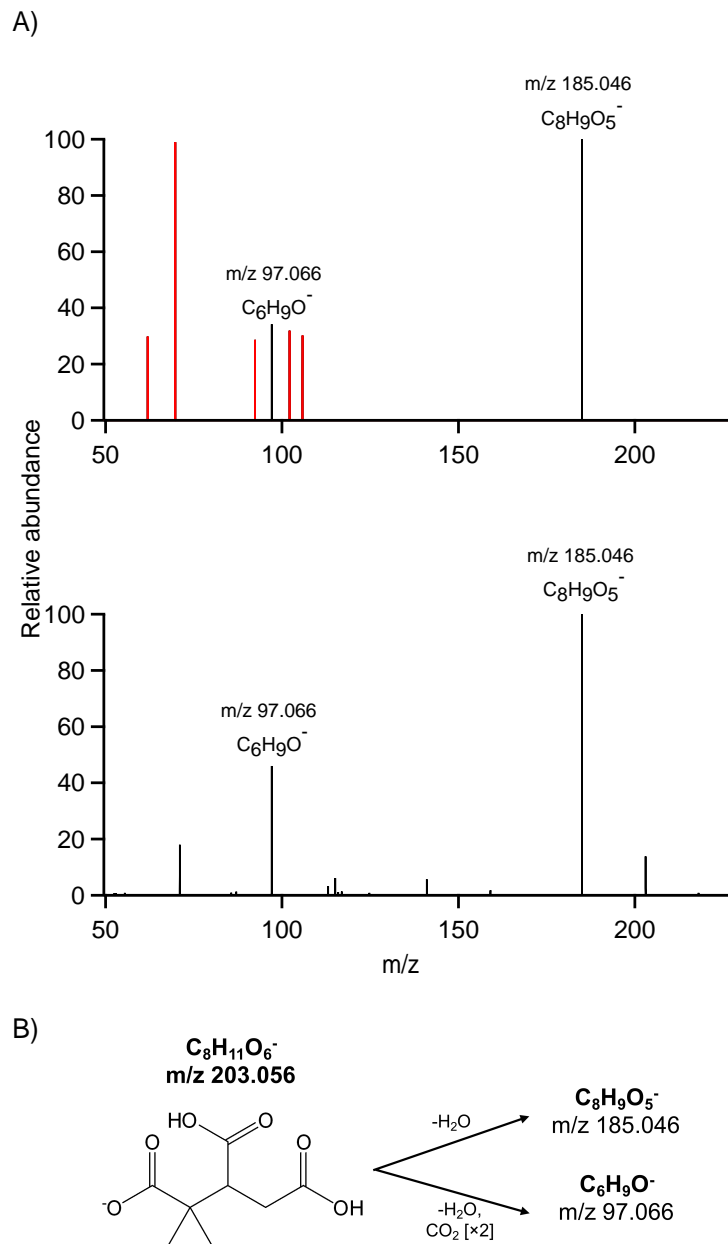 A)
m/z 185.046
C₈H₉O₅⁻
100
80
m/z 97.066
60
C₆H₉O⁻
40
20
0
50 100 150 200
Relative abundance
m/z 185.046
C₈H₉O₅⁻
100
80
m/z 97.066
60
C₆H₉O⁻
40
20
0
50 100 150 200
m/z
B)
C₈H₁₁O₆⁻
m/z 203.056
HO O
O O
⁻O OH
-H₂O
C₈H₉O₅⁻
m/z 185.046
-H₂O,
CO₂ [×2]
C₆H₉O⁻
m/z 97.066